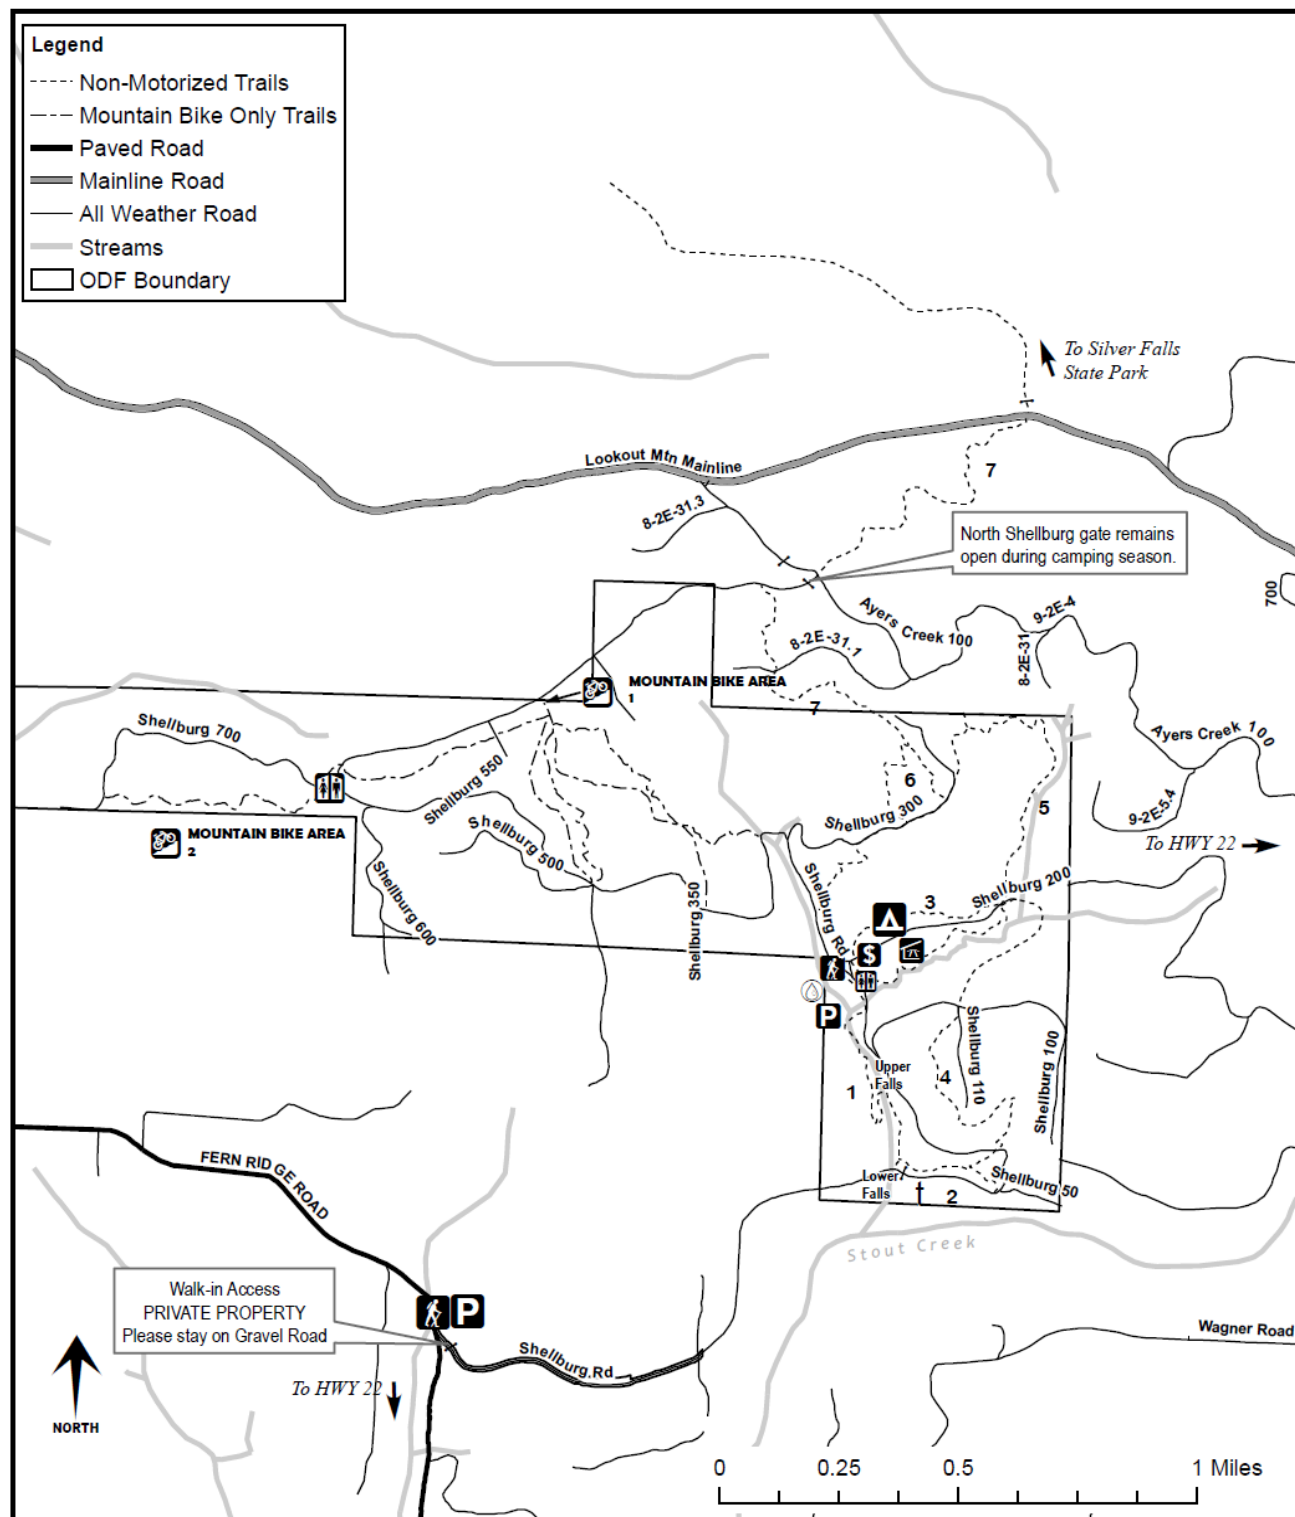 Legend
Non-Motorized Trails
Mountain Bike Only Trails
Paved Road
Mainline Road
All Weather Road
Streams
ODF Boundary
To Silver Falls
State Park
Lookout Mtn Mainline
7
8-2E-31.3
North Shellburg gate remains
open during camping season.
700
Ayers Creek 100
9-2E-4
8-2E-31.1
8-2E-31
MOUNTAIN BIKE AREA
1
7
Shellburg 700
Ayers Creek 100
Shellburg 550
6
5
Shellburg 300
9-2E-5.4
MOUNTAIN BIKE AREA
2
Shellburg 500
To HWY 22
Shellburg 600
Shellburg 350
Shellburg Rd
3
Shellburg 200
$
P
Shellburg 110
Shellburg 100
Upper
Falls
1
4
FERN RIDGE ROAD
Lower
Falls
2
Shellburg 50
Stout Creek
Walk-in Access
PRIVATE PROPERTY
Please stay on Gravel Road
P
Shellburg Rd
Wagner Road
To HWY 22
NORTH
0 0.25 0.5 1 Miles